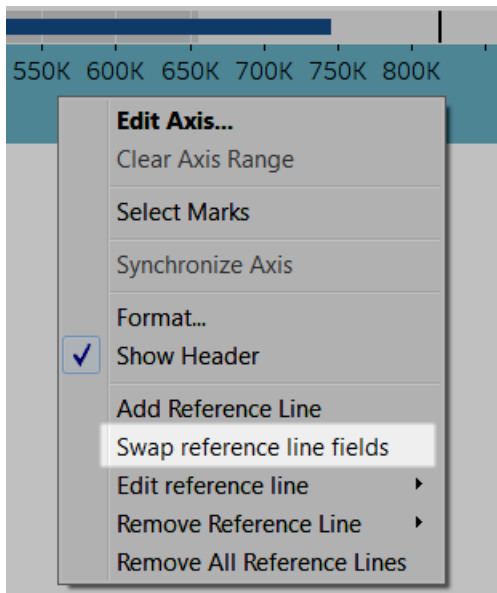 550K 600K 650K 700K 750K 800K
Edit Axis...
Clear Axis Range
Select Marks
Synchronize Axis
Format...
Show Header
Add Reference Line
Swap reference line fields
Edit reference line
Remove Reference Line
Remove All Reference Lines